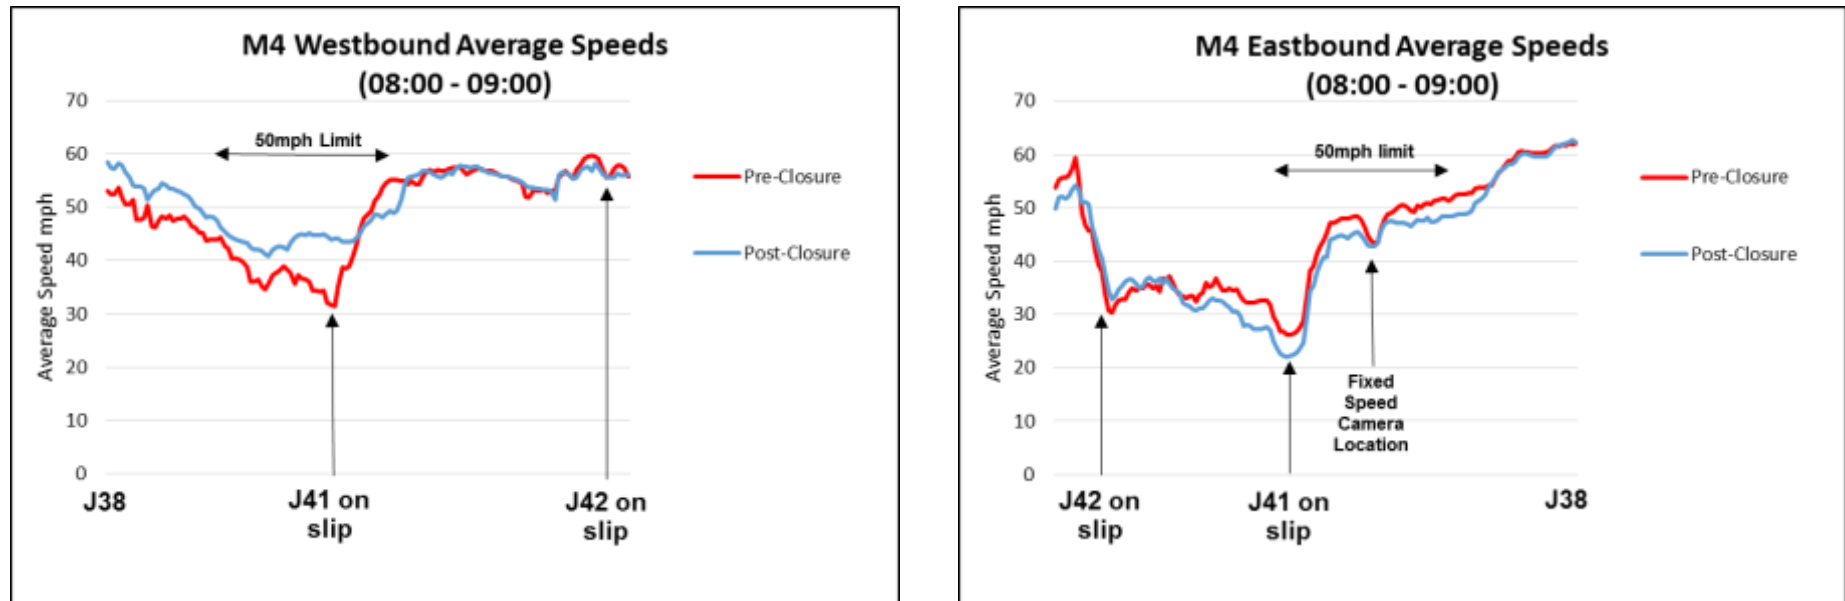 M4 Westbound Average Speeds
(08:00 - 09:00)
70
60
50
40
30
20
10
0
Average Speed mph
50mph Limit
Pre-Closure
Post-Closure
J38
J41 on
slip
J42 on
slip
M4 Eastbound Average Speeds
(08:00 - 09:00)
70
60
50
40
30
20
10
0
Average Speed mph
50mph limit
Pre-Closure
Post-Closure
Fixed
Speed
Camera
Location
J42 on
slip
J41 on
slip
J38